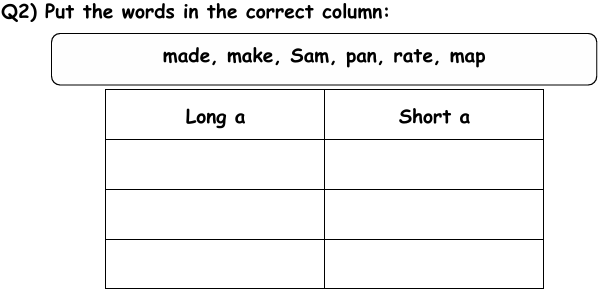 Q2) Put the words in the correct column:
made, make, Sam, pan, rate, map
Long a Short a